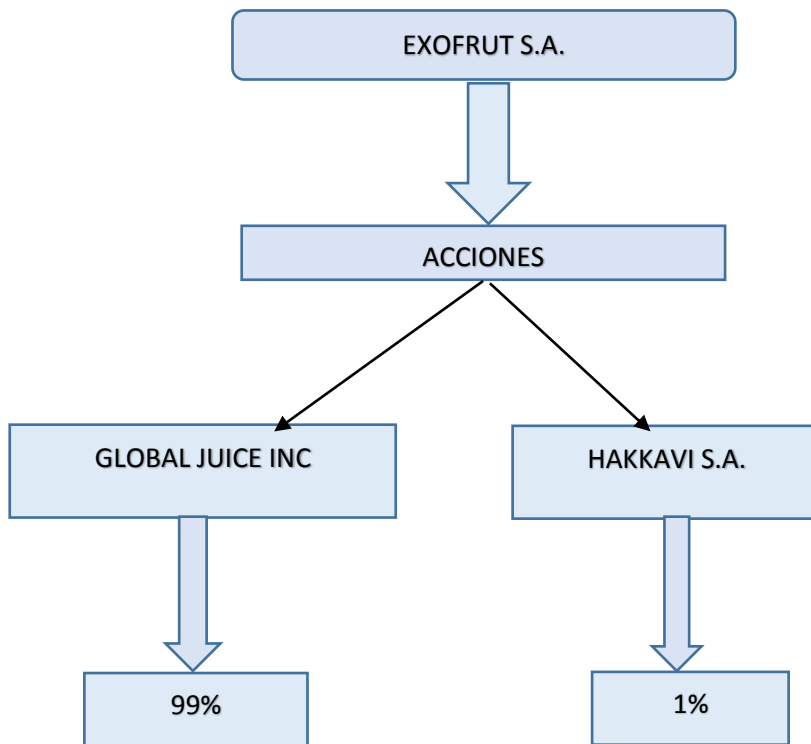 EXOFRUT S.A.
ACCIONES
GLOBAL JUICE INC
HAKKAVI S.A.
99%
1%